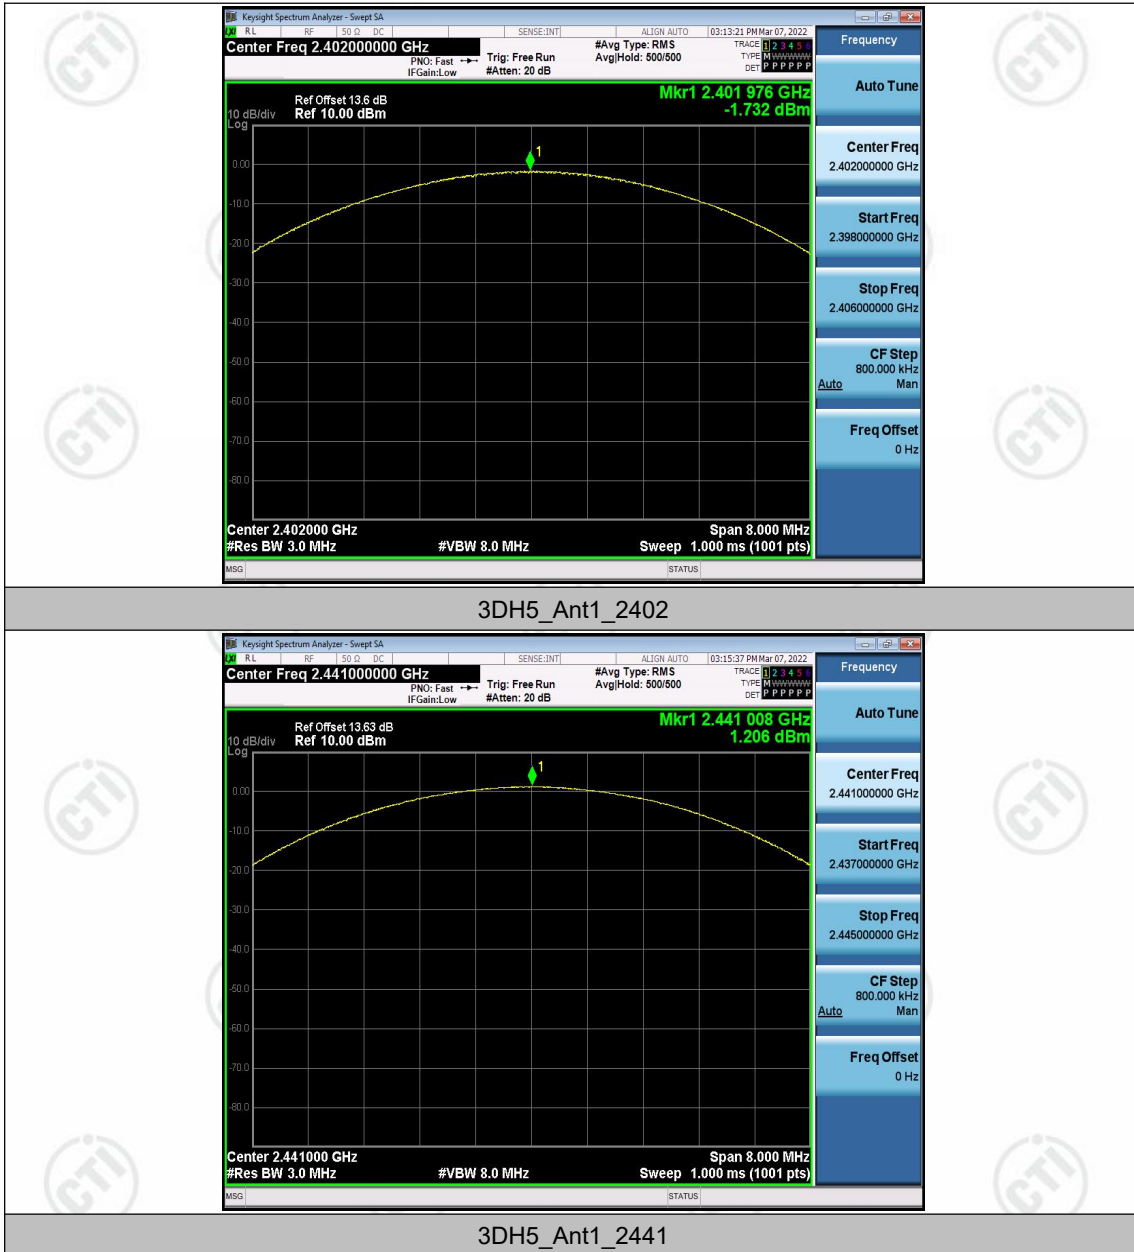 Keysight Spectrum Analyzer - Swept SA
LXI RL RF 50 Ω DC SENSE:INT ALIGN AUTO 03:13:21 PM Mar 07, 2022
Center Freq 2.402000000 GHz
PNO: Fast
IFGain:Low
Trig: Free Run
#Atten: 20 dB
#Avg Type: RMS
Avg|Hold: 500/500
TRACE 1 2 3 4 5 6
TYPE M W W W W W
DET P P P P P P
Frequency
Mkr1 2.401 976 GHz
-1.732 dBm
Ref Offset 13.6 dB
10 dB/div Ref 10.00 dBm
Log
1
0.00
-10.0
-20.0
-30.0
-40.0
-50.0
-60.0
-70.0
-80.0
Center 2.402000 GHz Span 8.000 MHz
#Res BW 3.0 MHz #VBW 8.0 MHz Sweep 1.000 ms (1001 pts)
MSG STATUS
Auto Tune
Center Freq
2.402000000 GHz
Start Freq
2.398000000 GHz
Stop Freq
2.406000000 GHz
CF Step
800.000 kHz
Auto Man
Freq Offset
0 Hz
3DH5_Ant1_2402
Keysight Spectrum Analyzer - Swept SA
LXI RL RF 50 Ω DC SENSE:INT ALIGN AUTO 03:15:37 PM Mar 07, 2022
Center Freq 2.441000000 GHz
PNO: Fast
IFGain:Low
Trig: Free Run
#Atten: 20 dB
#Avg Type: RMS
Avg|Hold: 500/500
TRACE 1 2 3 4 5 6
TYPE M W W W W W
DET P P P P P P
Frequency
Mkr1 2.441 008 GHz
1.206 dBm
Ref Offset 13.63 dB
10 dB/div Ref 10.00 dBm
Log
1
0.00
-10.0
-20.0
-30.0
-40.0
-50.0
-60.0
-70.0
-80.0
Center 2.441000 GHz Span 8.000 MHz
#Res BW 3.0 MHz #VBW 8.0 MHz Sweep 1.000 ms (1001 pts)
MSG STATUS
Auto Tune
Center Freq
2.441000000 GHz
Start Freq
2.437000000 GHz
Stop Freq
2.445000000 GHz
CF Step
800.000 kHz
Auto Man
Freq Offset
0 Hz
3DH5_Ant1_2441
CTI
CTI
CTI
CTI
CTI
CTI
CTI
CTI